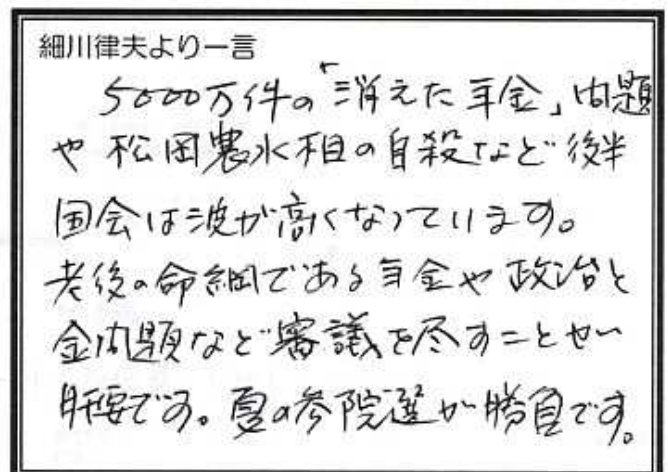 細川律夫より一言
5000万件の「消えた年金」問題
や松岡農水相の自殺など後半
国会は波が高くなっています。
老後の命綱である年金や政治と
金問題など審議を尽すことが
肝要です。夏の参院選が勝負です。